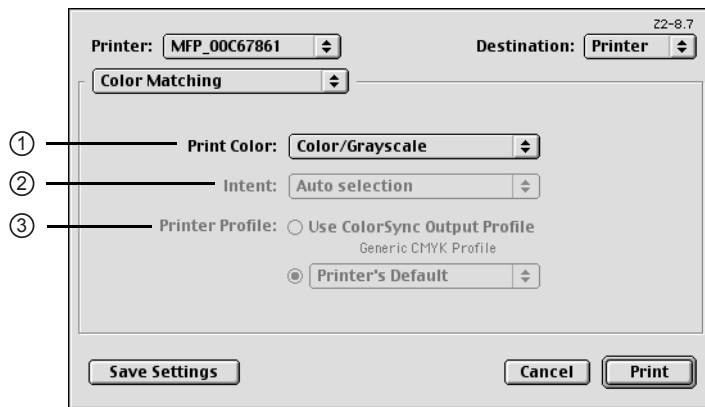 Z2-8.7
Printer: MFP_00C67861 Destination: Printer
Color Matching
① Print Color: Color/Grayscale
② Intent: Auto selection
③ Printer Profile: Use ColorSync Output Profile
Generic CMYK Profile
Printer's Default
Save Settings Cancel Print